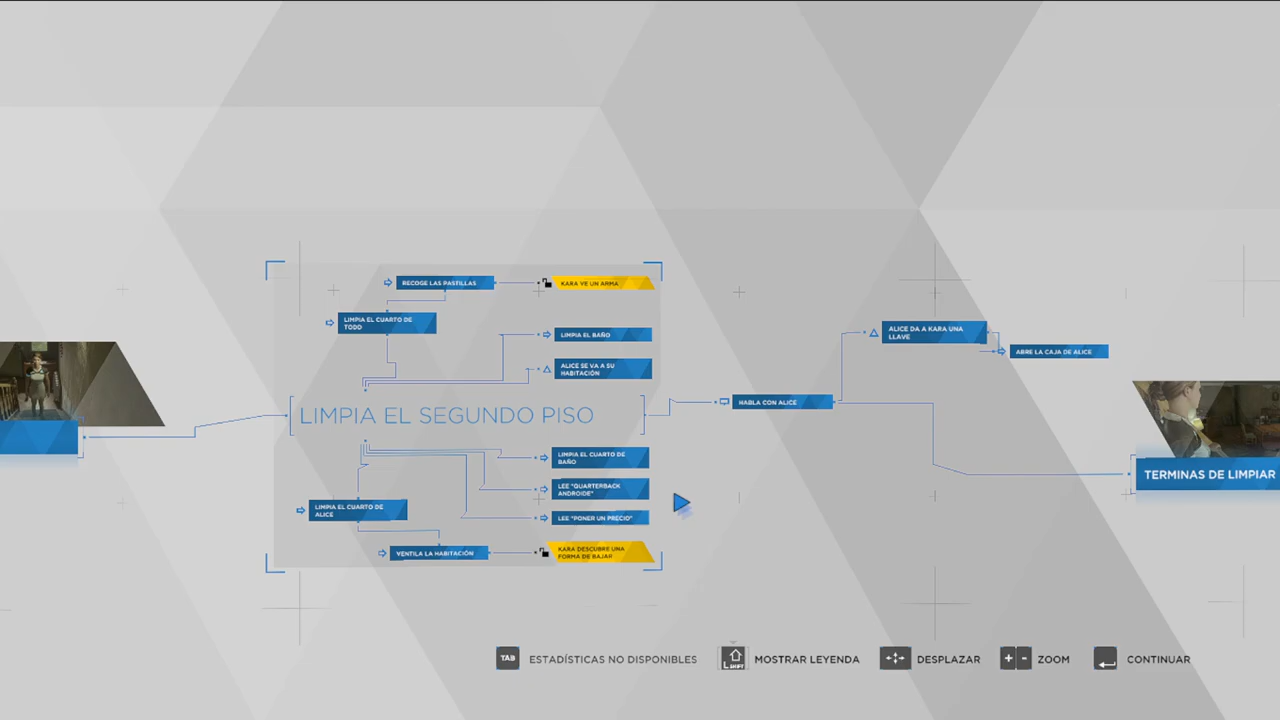 RECOGE LAS PASTILLAS
KARA VE UN ARMA
LIMPIA EL CUARTO DE
TODO
LIMPIA EL BAÑO
ALICE SE VA A SU
HABITACIÓN
LIMPIA EL SEGUNDO PISO
LIMPIA EL CUARTO DE
BAÑO
LEE "QUARTERBACK
ANDROIDE"
LIMPIA EL CUARTO DE
ALICE
LEE "PONER UN PRECIO"
VENTILA LA HABITACIÓN
KARA DESCUBRE UNA
FORMA DE BAJAR
HABLA CON ALICE
ALICE DA A KARA UNA
LLAVE
ABRE LA CAJA DE ALICE
TERMINAS DE LIMPIAR
TAB ESTADÍSTICAS NO DISPONIBLES
L SHIFT MOSTRAR LEYENDA
DESPLAZAR
+ - ZOOM
CONTINUAR